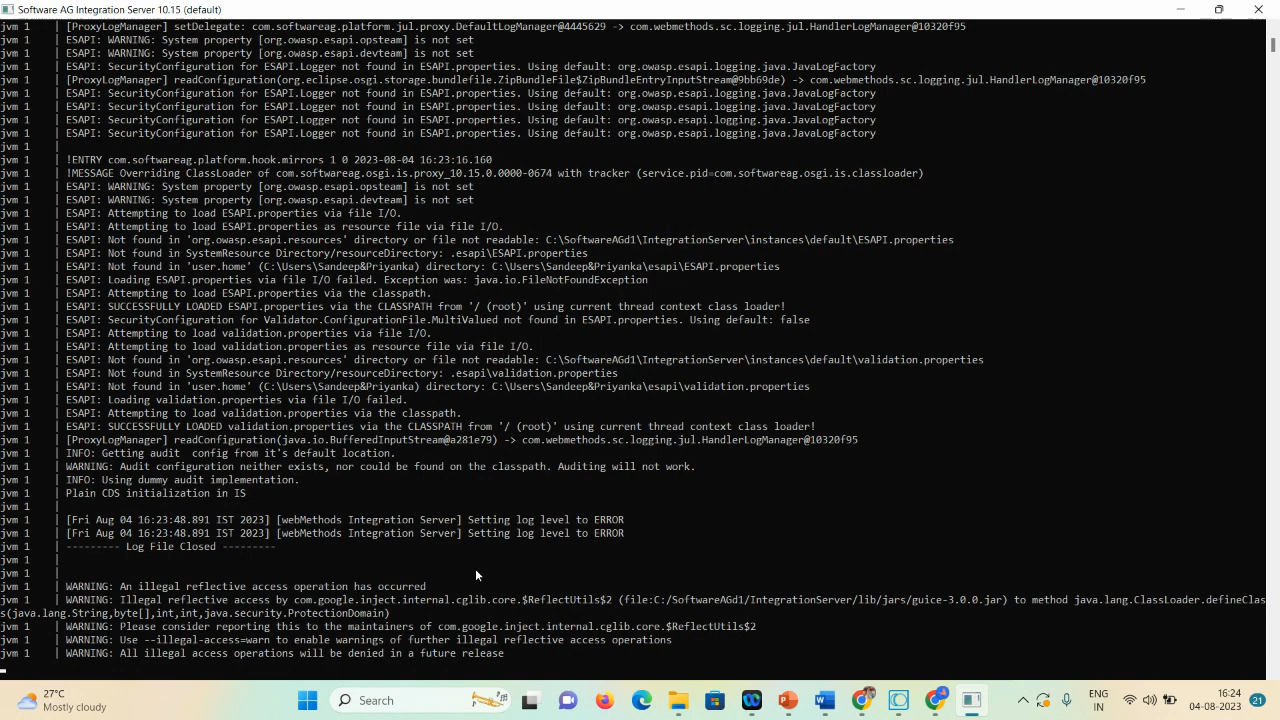 Software AG Integration Server 10.15 (default)
jvm 1 | [ProxyLogManager] setDelegate: com.softwareag.platform.jul.proxy.DefaultLogManager@4445629 -> com.webmethods.sc.logging.jul.HandlerLogManager@10320f95
jvm 1 | ESAPI: WARNING: System property [org.owasp.esapi.opsteam] is not set
jvm 1 | ESAPI: WARNING: System property [org.owasp.esapi.devteam] is not set
jvm 1 | ESAPI: SecurityConfiguration for ESAPI.Logger not found in ESAPI.properties. Using default: org.owasp.esapi.logging.java.JavaLogFactory
jvm 1 | [ProxyLogManager] readConfiguration(org.eclipse.osgi.storage.bundlefile.ZipBundleFile$ZipBundleEntryInputStream@9bb69de) -> com.webmethods.sc.logging.jul.HandlerLogManager@10320f95
jvm 1 | ESAPI: SecurityConfiguration for ESAPI.Logger not found in ESAPI.properties. Using default: org.owasp.esapi.logging.java.JavaLogFactory
jvm 1 | ESAPI: SecurityConfiguration for ESAPI.Logger not found in ESAPI.properties. Using default: org.owasp.esapi.logging.java.JavaLogFactory
jvm 1 | ESAPI: SecurityConfiguration for ESAPI.Logger not found in ESAPI.properties. Using default: org.owasp.esapi.logging.java.JavaLogFactory
jvm 1 | ESAPI: SecurityConfiguration for ESAPI.Logger not found in ESAPI.properties. Using default: org.owasp.esapi.logging.java.JavaLogFactory
jvm 1 |
jvm 1 | !ENTRY com.softwareag.platform.hook.mirrors 1 0 2023-08-04 16:23:16.160
jvm 1 | !MESSAGE Overriding ClassLoader of com.softwareag.osgi.is.proxy_10.15.0.0000-0674 with tracker (service.pid=com.softwareag.osgi.is.classloader)
jvm 1 | ESAPI: WARNING: System property [org.owasp.esapi.opsteam] is not set
jvm 1 | ESAPI: WARNING: System property [org.owasp.esapi.devteam] is not set
jvm 1 | ESAPI: Attempting to load ESAPI.properties via file I/O.
jvm 1 | ESAPI: Attempting to load ESAPI.properties as resource file via file I/O.
jvm 1 | ESAPI: Not found in 'org.owasp.esapi.resources' directory or file not readable: C:\SoftwareAGd1\IntegrationServer\instances\default\ESAPI.properties
jvm 1 | ESAPI: Not found in SystemResource Directory/resourceDirectory: .esapi\ESAPI.properties
jvm 1 | ESAPI: Not found in 'user.home' (C:\Users\Sandeep&Priyanka) directory: C:\Users\Sandeep&Priyanka\esapi\ESAPI.properties
jvm 1 | ESAPI: Loading ESAPI.properties via file I/O failed. Exception was: java.io.FileNotFoundException
jvm 1 | ESAPI: Attempting to load ESAPI.properties via the classpath.
jvm 1 | ESAPI: SUCCESSFULLY LOADED ESAPI.properties via the CLASSPATH from '/ (root)' using current thread context class loader!
jvm 1 | ESAPI: SecurityConfiguration for Validator.ConfigurationFile.MultiValued not found in ESAPI.properties. Using default: false
jvm 1 | ESAPI: Attempting to load validation.properties via file I/O.
jvm 1 | ESAPI: Attempting to load validation.properties as resource file via file I/O.
jvm 1 | ESAPI: Not found in 'org.owasp.esapi.resources' directory or file not readable: C:\SoftwareAGd1\IntegrationServer\instances\default\validation.properties
jvm 1 | ESAPI: Not found in SystemResource Directory/resourceDirectory: .esapi\validation.properties
jvm 1 | ESAPI: Not found in 'user.home' (C:\Users\Sandeep&Priyanka) directory: C:\Users\Sandeep&Priyanka\esapi\validation.properties
jvm 1 | ESAPI: Loading validation.properties via file I/O failed.
jvm 1 | ESAPI: Attempting to load validation.properties via the classpath.
jvm 1 | ESAPI: SUCCESSFULLY LOADED validation.properties via the CLASSPATH from '/ (root)' using current thread context class loader!
jvm 1 | [ProxyLogManager] readConfiguration(java.io.BufferedInputStream@a281e79) -> com.webmethods.sc.logging.jul.HandlerLogManager@10320f95
jvm 1 | INFO: Getting audit  config from it's default location.
jvm 1 | WARNING: Audit configuration neither exists, nor could be found on the classpath. Auditing will not work.
jvm 1 | INFO: Using dummy audit implementation.
jvm 1 | Plain CDS initialization in IS
jvm 1 |
jvm 1 | [Fri Aug 04 16:23:48.891 IST 2023] [webMethods Integration Server] Setting log level to ERROR
jvm 1 | [Fri Aug 04 16:23:48.891 IST 2023] [webMethods Integration Server] Setting log level to ERROR
jvm 1 | --------- Log File Closed ---------
jvm 1 |
jvm 1 |
jvm 1 | WARNING: An illegal reflective access operation has occurred
jvm 1 | WARNING: Illegal reflective access by com.google.inject.internal.cglib.core.$ReflectUtils$2 (file:C:/SoftwareAGd1/IntegrationServer/lib/jars/guice-3.0.0.jar) to method java.lang.ClassLoader.defineClas
s(java.lang.String,byte[],int,int,java.security.ProtectionDomain)
jvm 1 | WARNING: Please consider reporting this to the maintainers of com.google.inject.internal.cglib.core.$ReflectUtils$2
jvm 1 | WARNING: Use --illegal-access=warn to enable warnings of further illegal reflective access operations
jvm 1 | WARNING: All illegal access operations will be denied in a future release
27°C
Mostly cloudy
Search
ENG
IN
16:24
04-08-2023
21